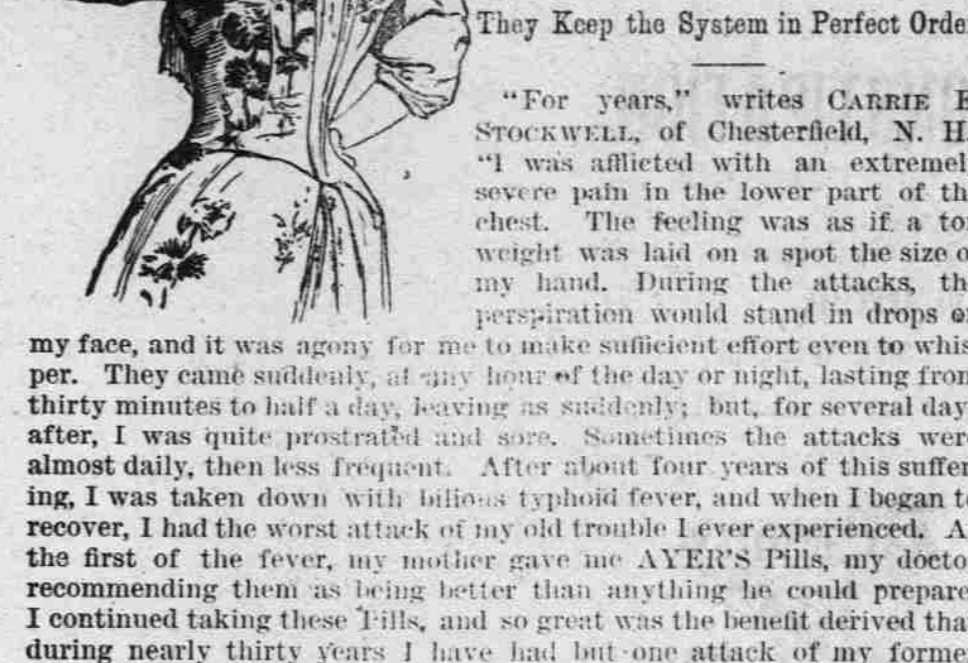 They Keep the System in Perfect Orde
"For years," writes CARRIE E
STOCKWELL, of Chesterfield, N. H.
"I was afflicted with an extremel
severe pain in the lower part of th
chest. The feeling was as if a to
weight was laid on a spot the size o
my hand. During the attacks, th
perspiration would stand in drops on
my face, and it was agony for me to make sufficient effort even to whis
per. They came suddenly, at any hour of the day or night, lasting from
thirty minutes to half a day, leaving as suddenly; but, for several day
after, I was quite prostrated and sore. Sometimes the attacks were
almost daily, then less frequent. After about four years of this suffer
ing, I was taken down with bilious typhoid fever, and when I began to
recover, I had the worst attack of my old trouble I ever experienced. A
the first of the fever, my mother gave me AYER'S Pills, my docto
recommending them as being better than anything he could prepare
I continued taking these Pills, and so great was the benefit derived tha
during nearly thirty years I have had but one attack of my forme